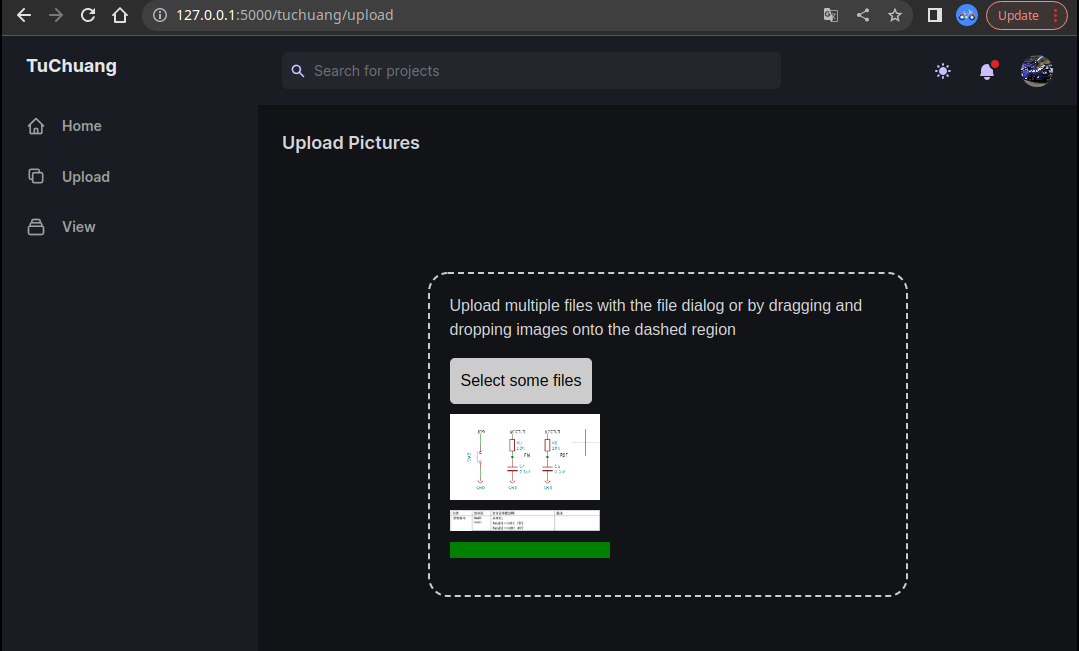 127.0.0.1:5000/tuchuang/upload
Update
TuChuang
Search for projects
Home
Upload
View
Upload Pictures
Upload multiple files with the file dialog or by dragging and
dropping images onto the dashed region
Select some files